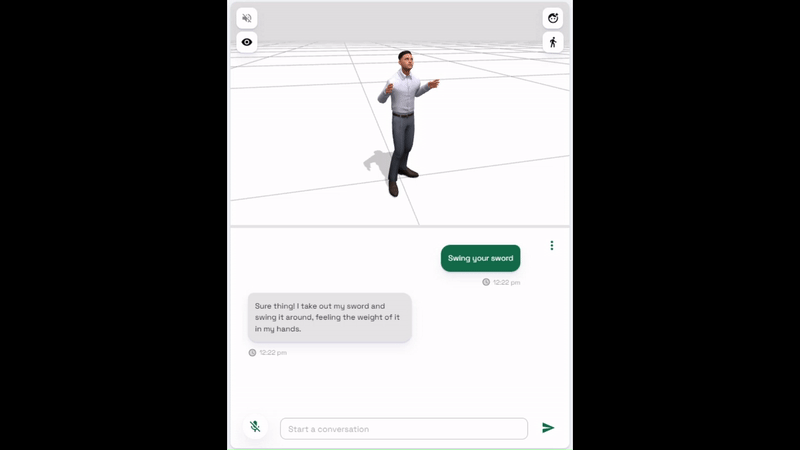 Swing your sword
12:22 pm
Sure thing! I take out my sword and
swing it around, feeling the weight of it
in my hands.
12:22 pm
Start a conversation